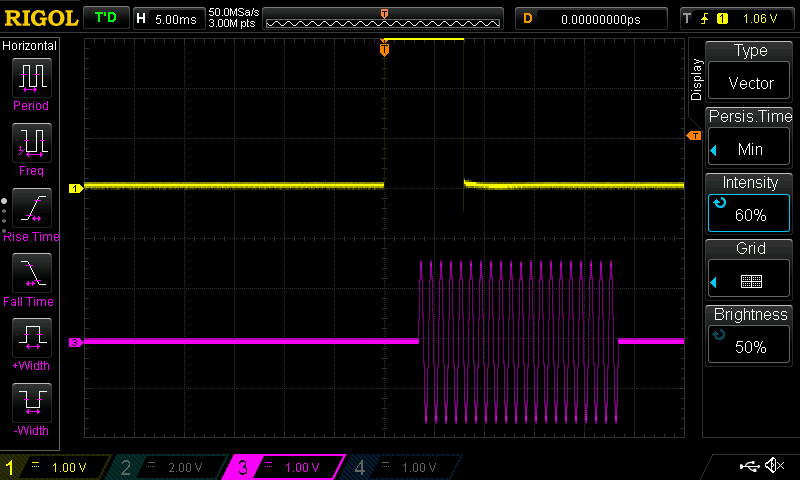 RIGOL T'D H 5.00ms 50.0MSa/s 3.00M pts T D 0.00000000ps T 1 1.06 V
Horizontal
Period
Freq
Rise Time
Fall Time
+Width
-Width
T
1
3
T
Display
Type
Vector
Persis.Time
Min
Intensity
60%
Grid
Brightness
50%
1 1.00 V 2 2.00 V 3 1.00 V 4 1.00 V